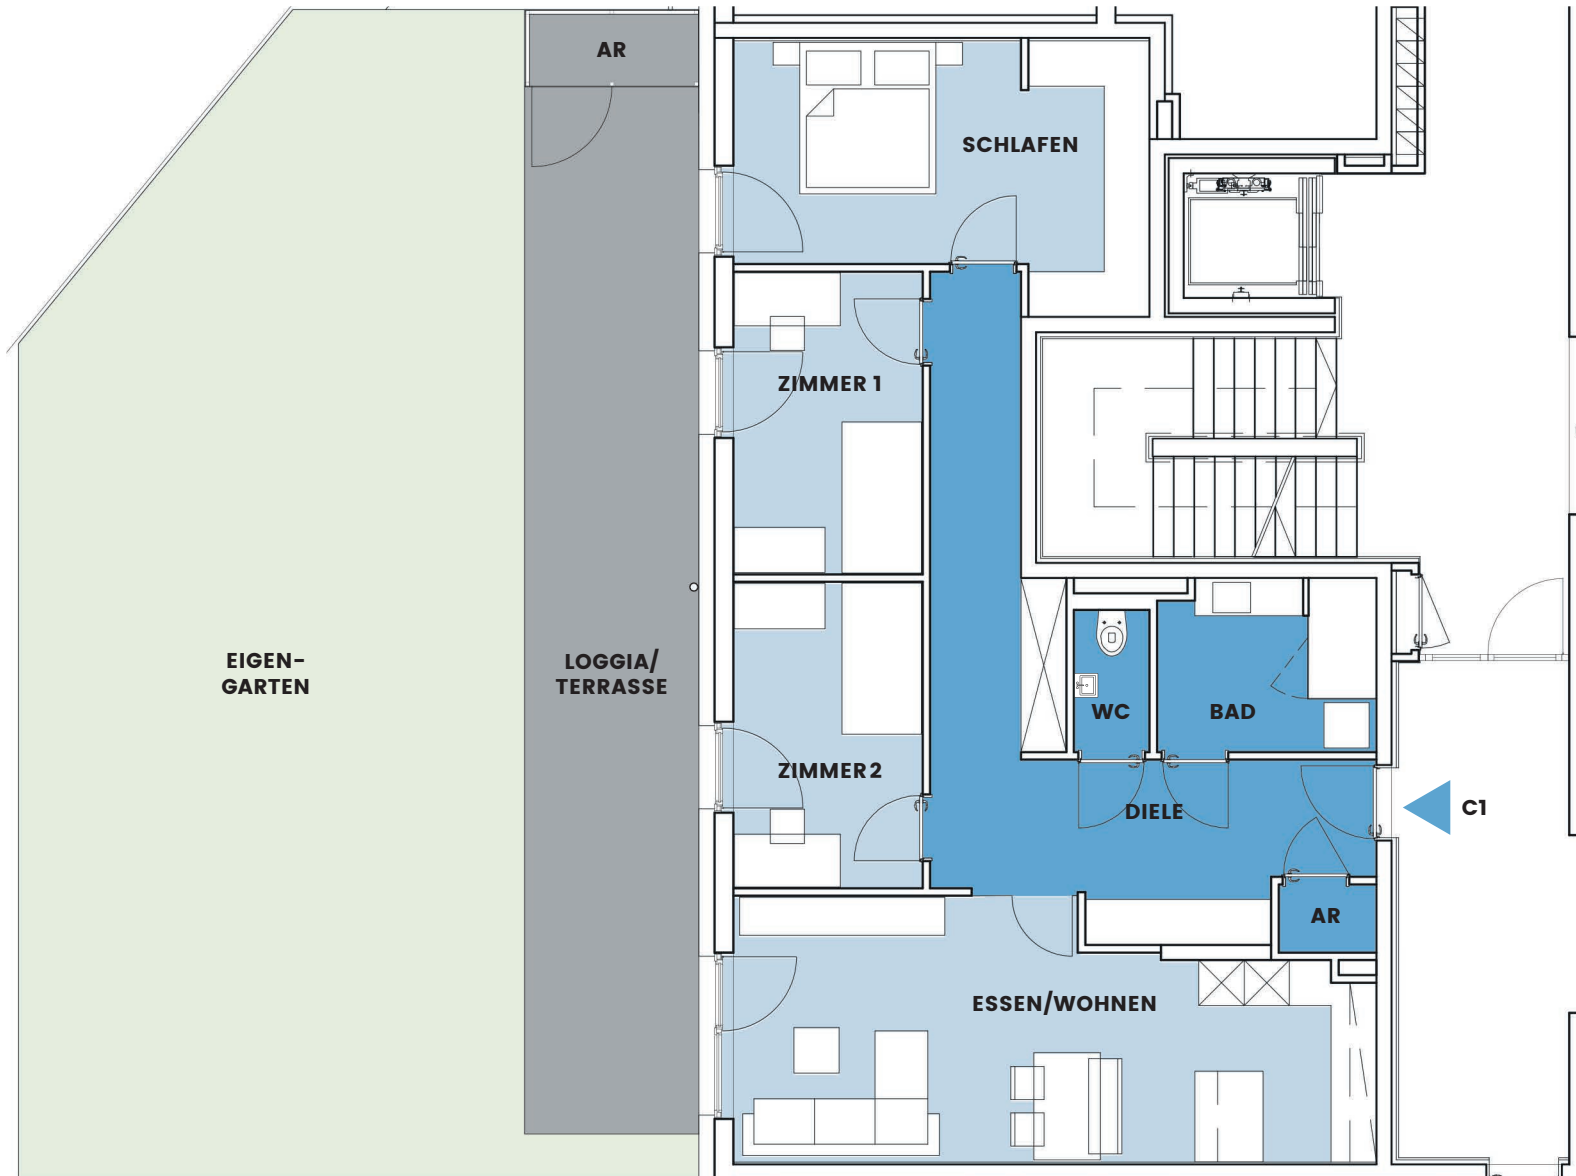 AR
SCHLAFEN
ZIMMER 1
EIGEN-
GARTEN
LOGGIA/
TERRASSE
WC
BAD
ZIMMER 2
DIELE
C1
AR
ESSEN/WOHNEN